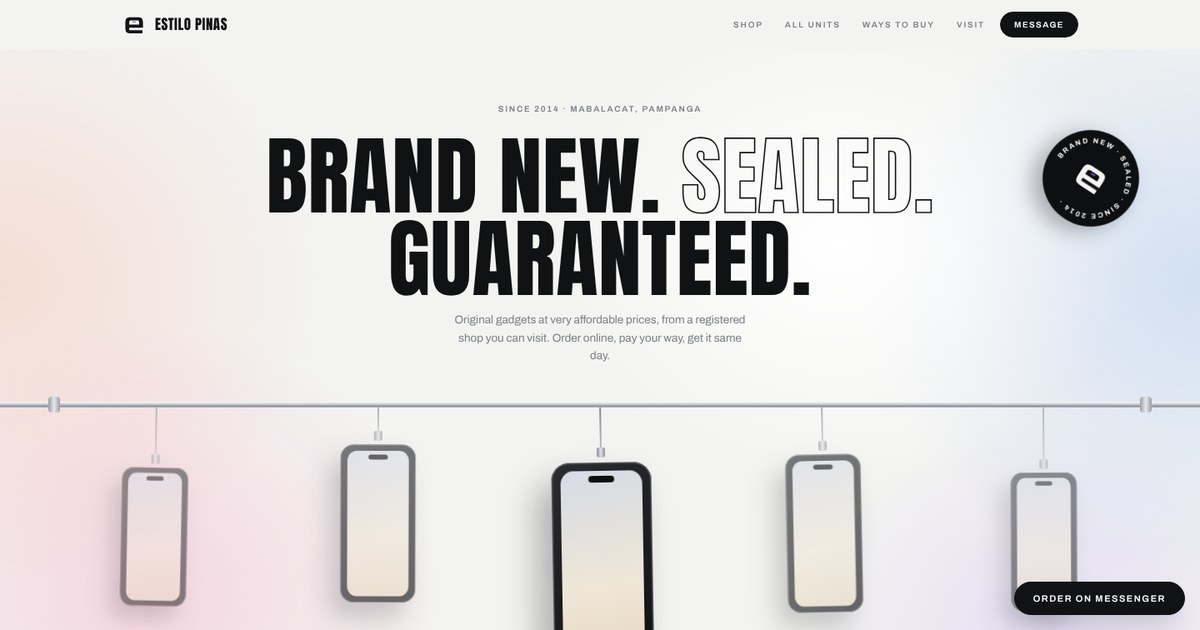 ESTILO PINAS
SHOP ALL UNITS WAYS TO BUY VISIT MESSAGE
SINCE 2014 · MABALACAT, PAMPANGA
BRAND NEW. SEALED.
GUARANTEED.
BRAND NEW · SEALED · SINCE 2014 ·
Original gadgets at very affordable prices, from a registered
shop you can visit. Order online, pay your way, get it same
day.
ORDER ON MESSENGER